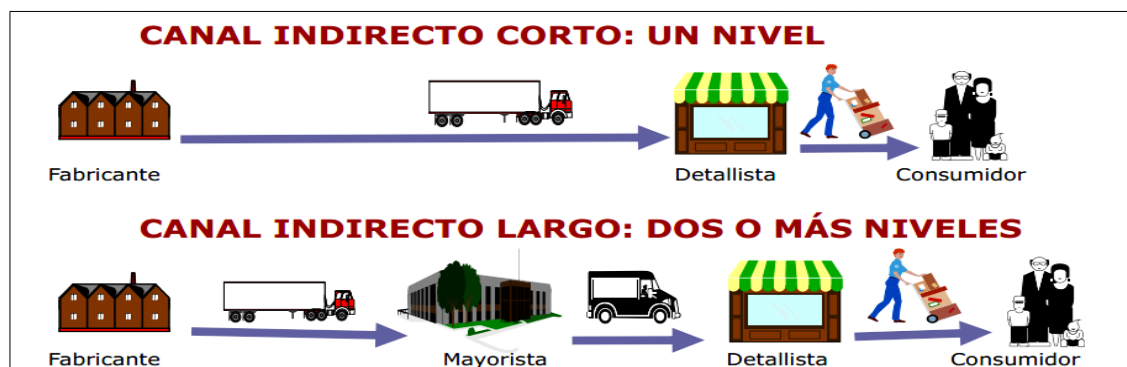 CANAL INDIRECTO CORTO: UN NIVEL
Fabricante Detallista Consumidor
CANAL INDIRECTO LARGO: DOS O MÁS NIVELES
Fabricante Mayorista Detallista Consumidor